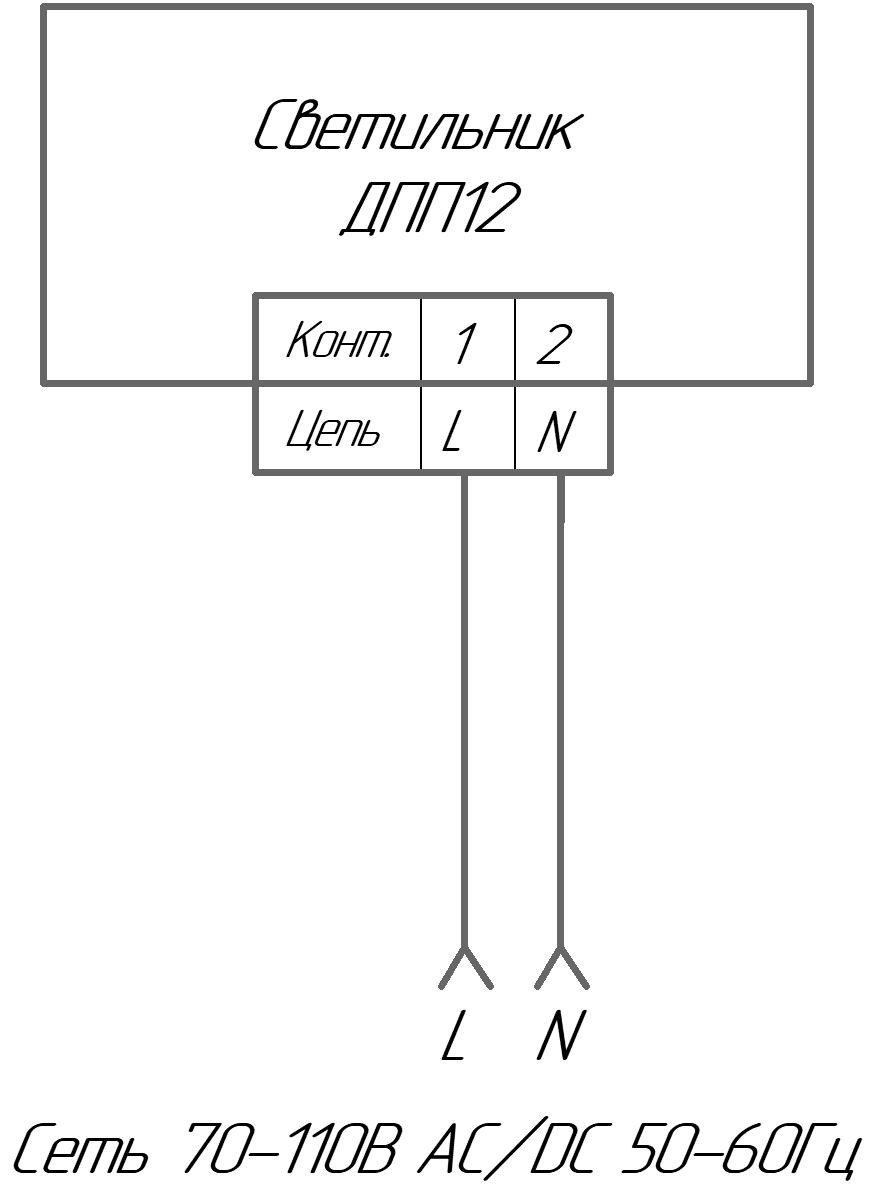 Светильник
ДПП12
Конт. 1 2
Цепь L N
L N
Сеть 70-110В AC/DC 50-60Гц